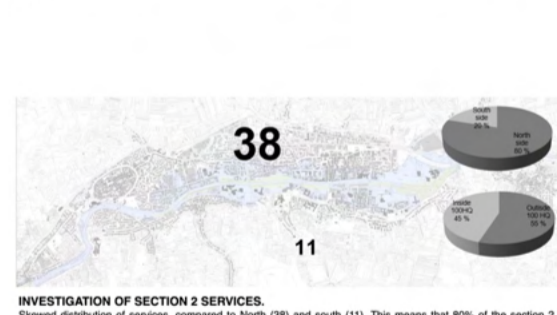 South
side
20 %
38
North
side
80 %
Inside
100HQ
45 %
Outside
100 HQ
55 %
11
INVESTIGATION OF SECTION 2 SERVICES.
Skewed distribution of services, compared to North (38) and south (11). This means that 80% of the section 2